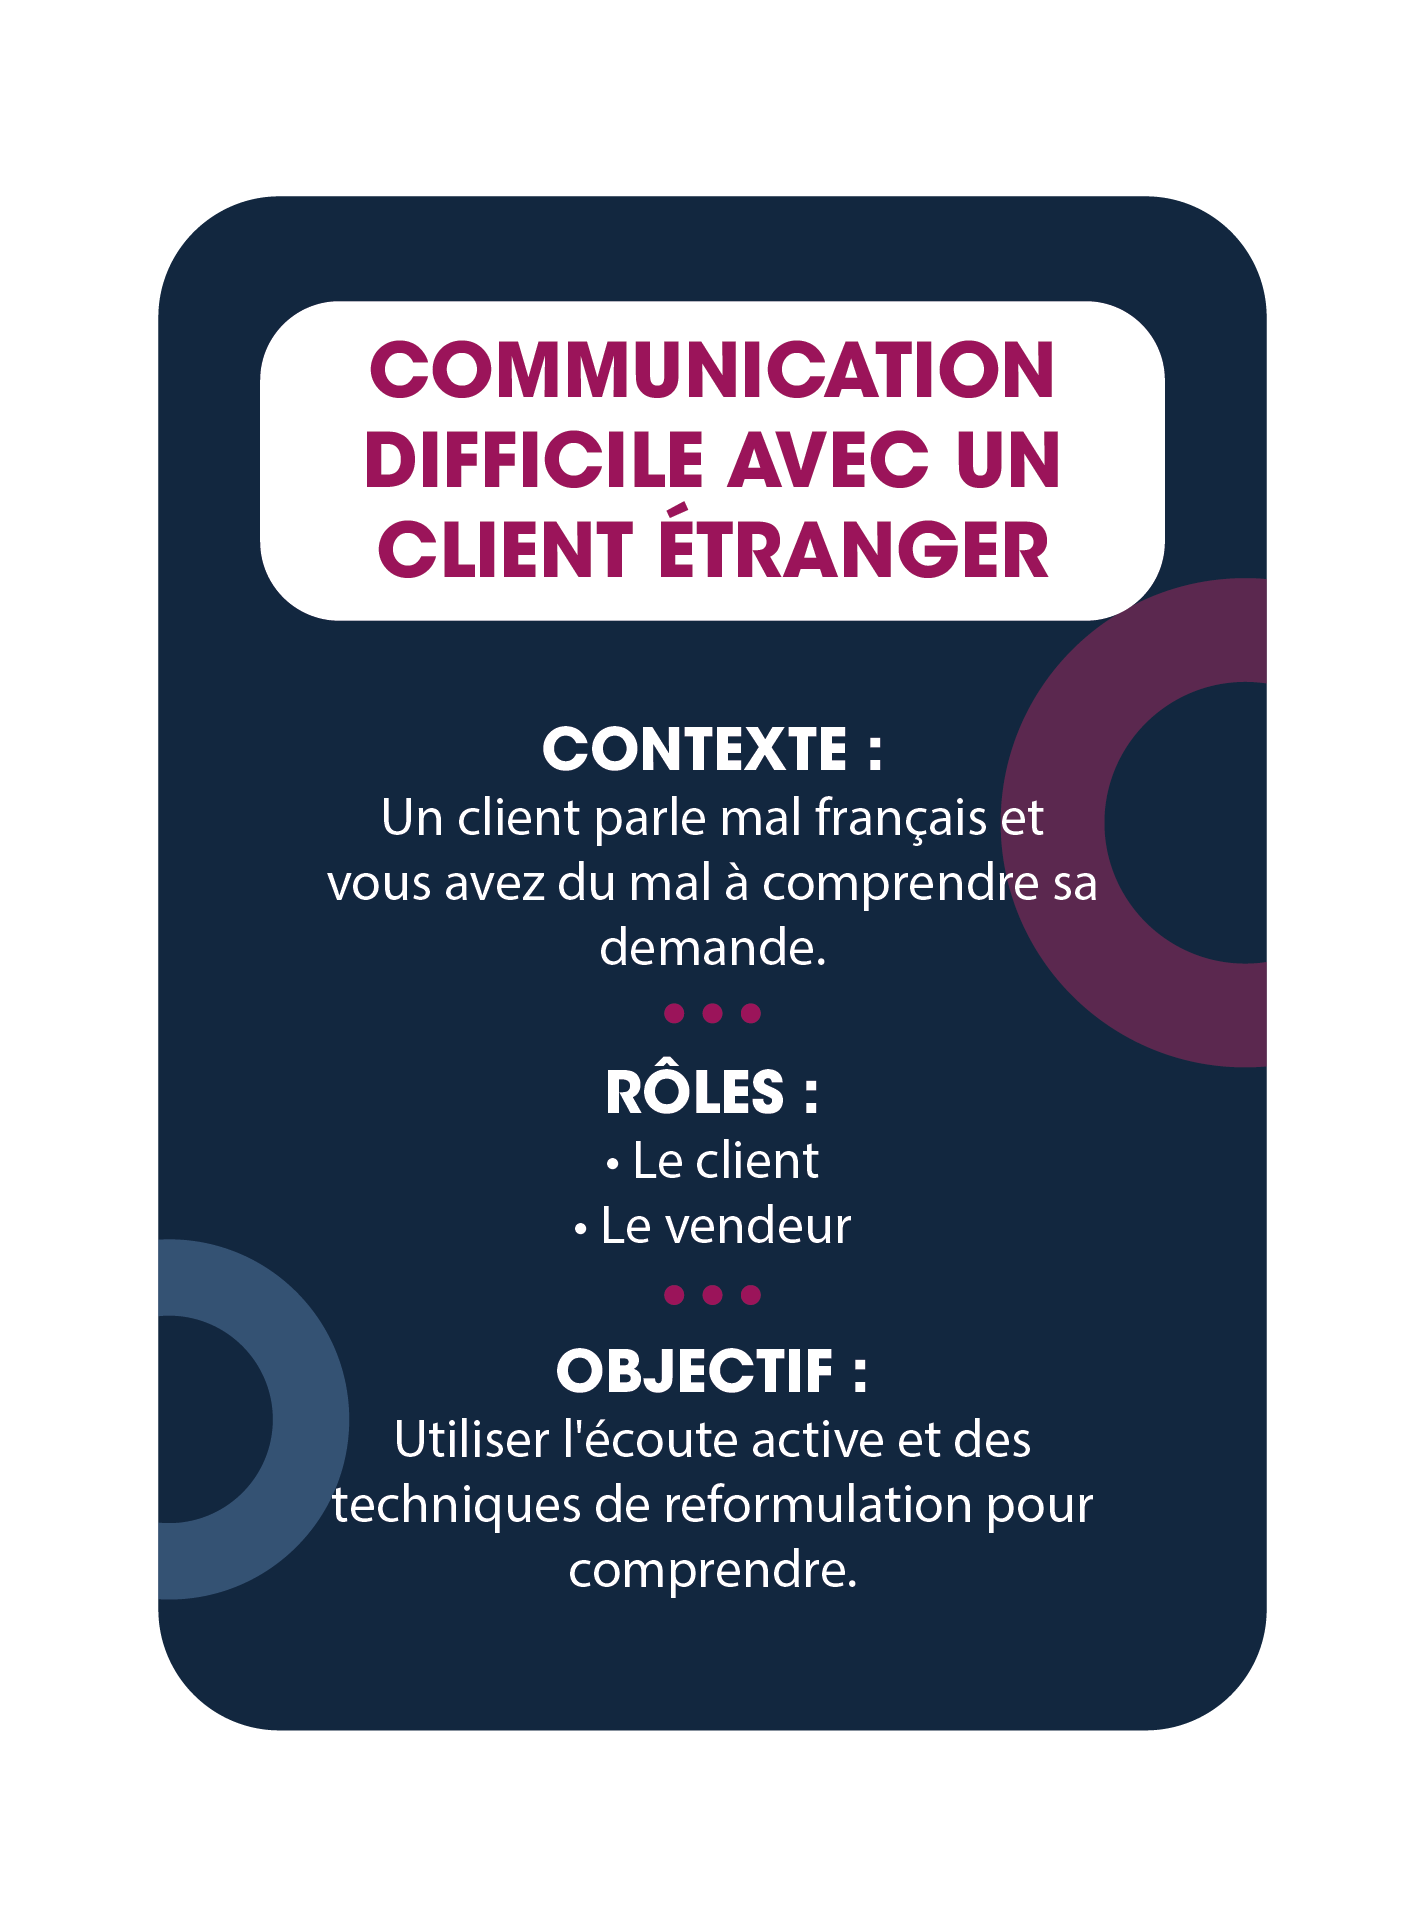 COMMUNICATION
DIFFICILE AVEC UN
CLIENT ÉTRANGER
CONTEXTE :
Un client parle mal français et
vous avez du mal à comprendre sa
demande.
RÔLES :
• Le client
• Le vendeur
OBJECTIF :
Utiliser l'écoute active et des
techniques de reformulation pour
comprendre.